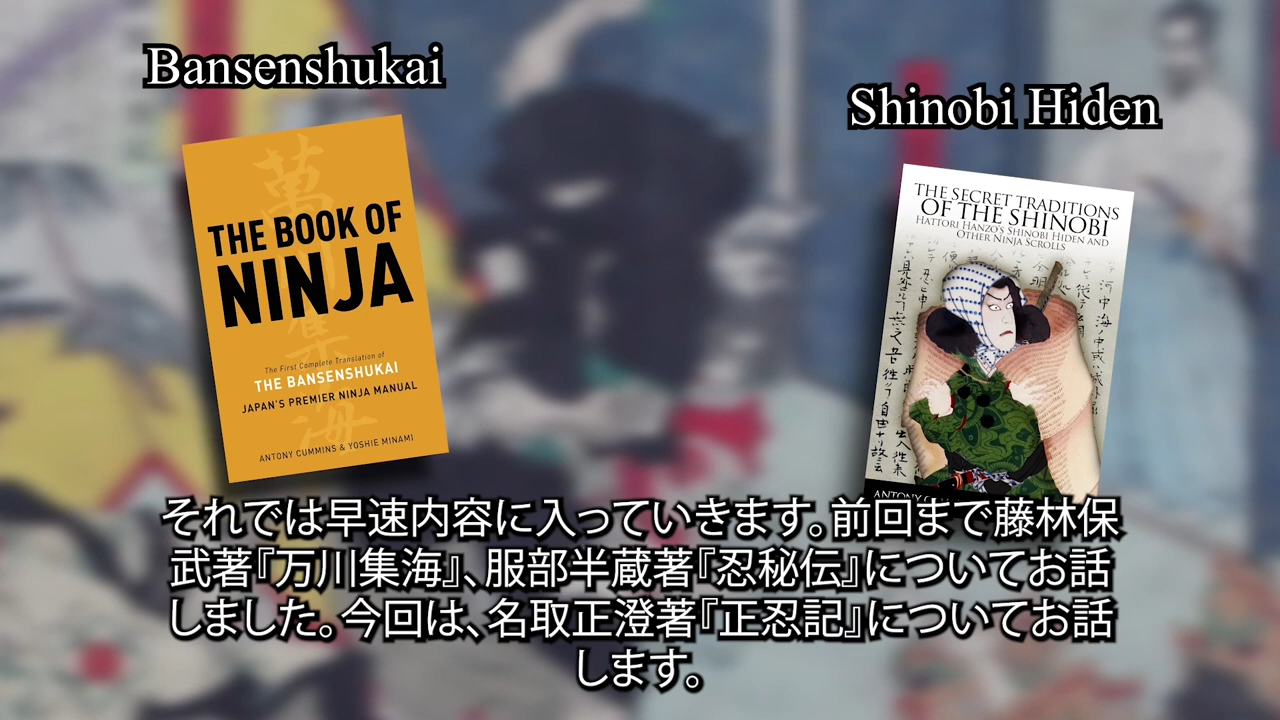 Bansenshukai
Shinobi Hiden
THE BOOK OF
NINJA
The First Complete Translation of
THE BANSENSHUKAI
JAPAN'S PREMIER NINJA MANUAL
ANTONY CUMMINS & YOSHIE MINAMI
THE SECRET TRADITIONS
OF THE SHINOBI
HATTORI HANZO'S SHINOBI HIDEN AND
OTHER NINJA SCROLLS
それでは早速内容に入っていきます。前回まで藤林保
武著『万川集海』、服部半蔵著『忍秘伝』についてお話
しました。今回は、名取正澄著『正忍記』についてお話
します。